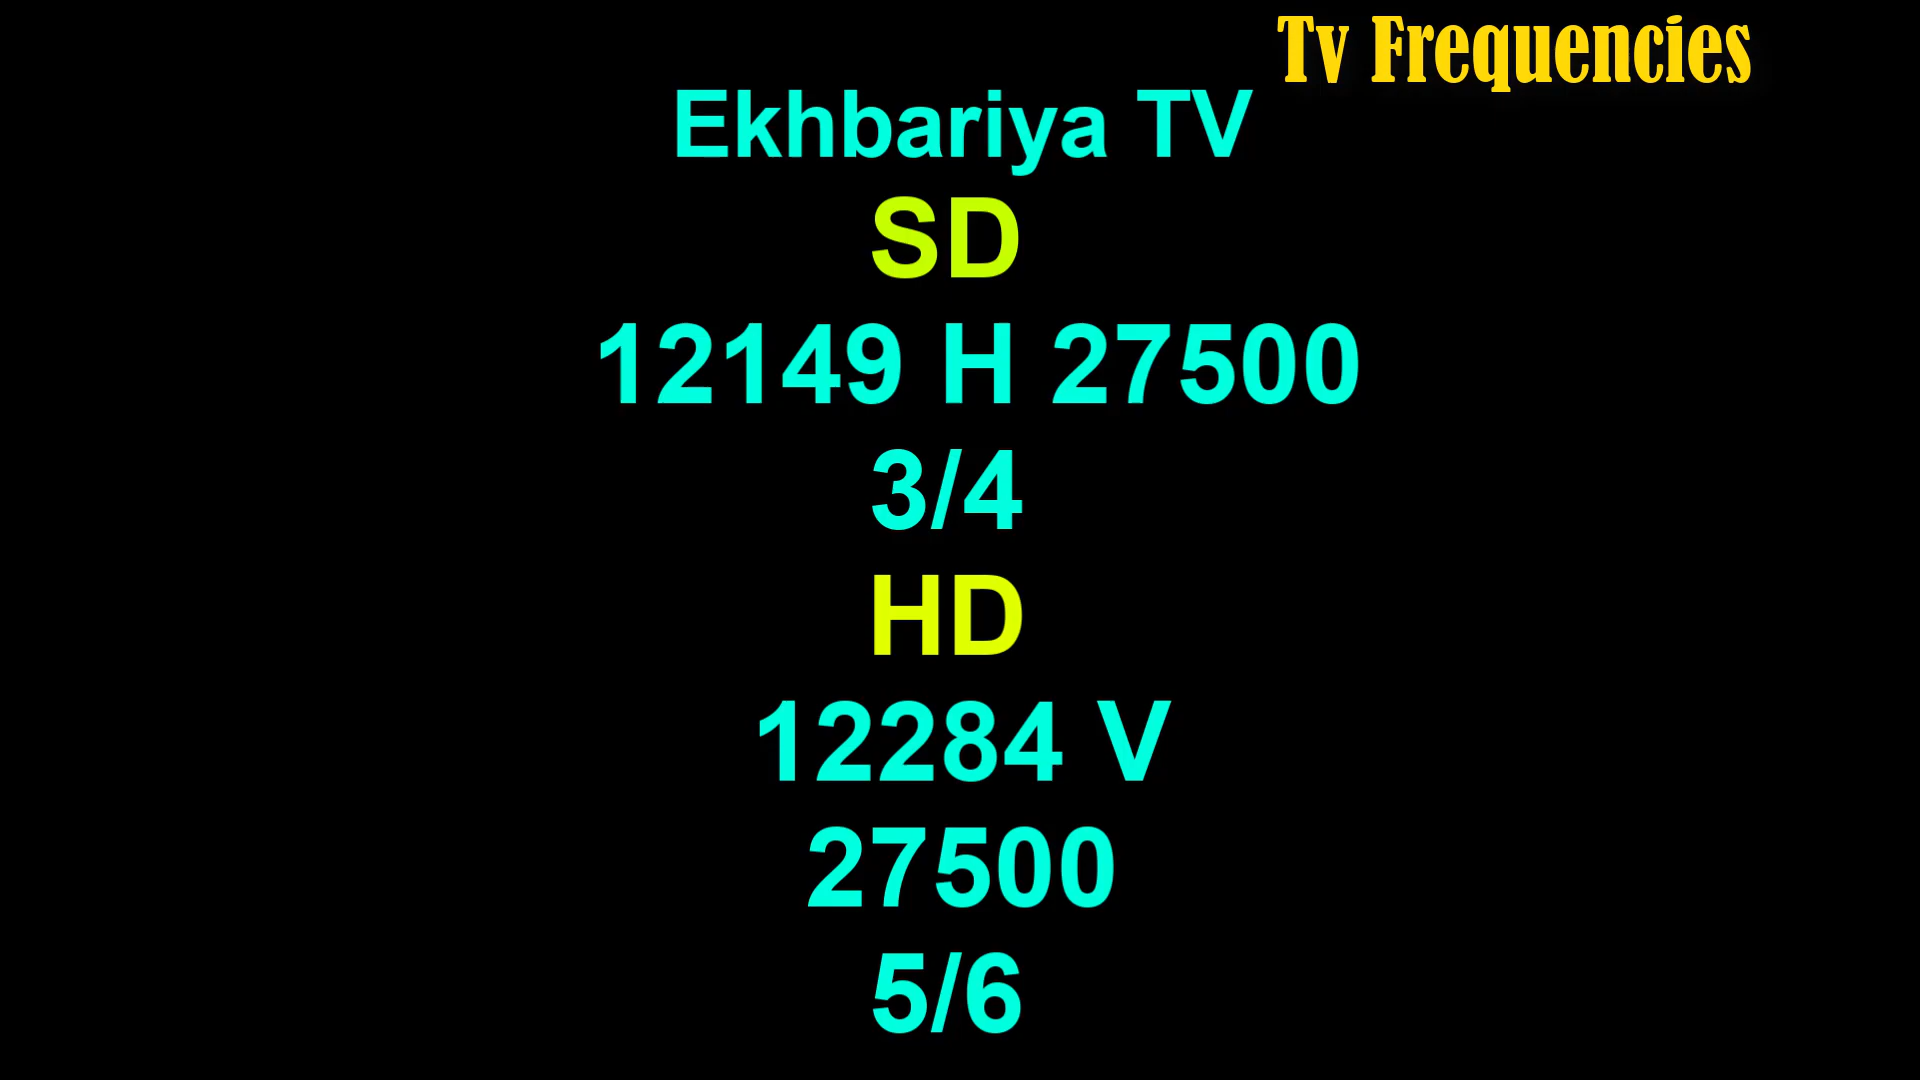 Tv Frequencies
Ekhbariya TV
SD
12149 H 27500
3/4
HD
12284 V
27500
5/6